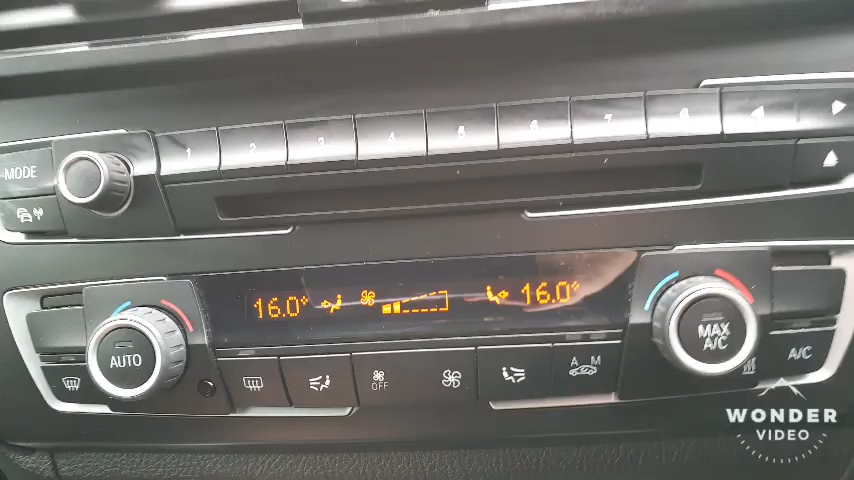 1 2 3 4 5 6 7 8
MODE
16.0° 16.0°
AUTO
MAX
A/C
A/C
OFF
A M
WONDER
VIDEO